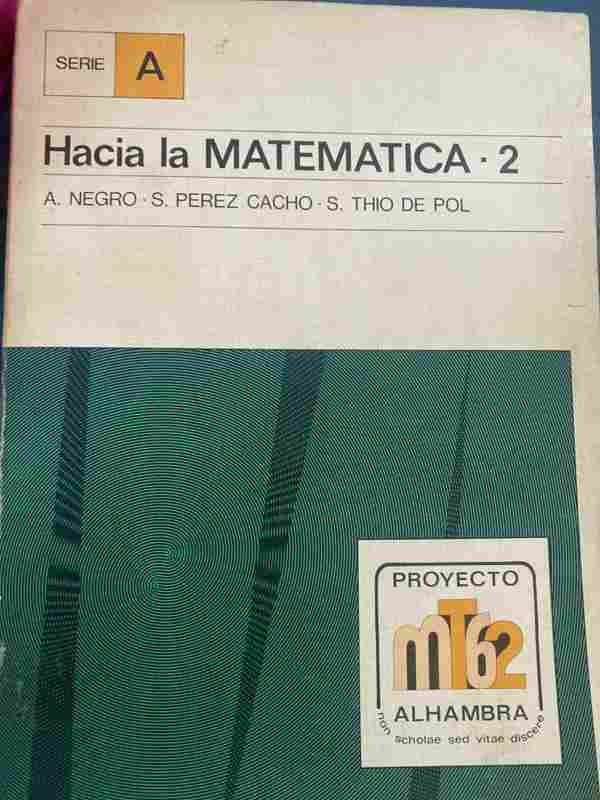 SERIE A
Hacia la MATEMATICA · 2
A. NEGRO · S. PEREZ CACHO · S. THIO DE POL
PROYECTO
mT62
ALHAMBRA
non scholae sed vitae discere